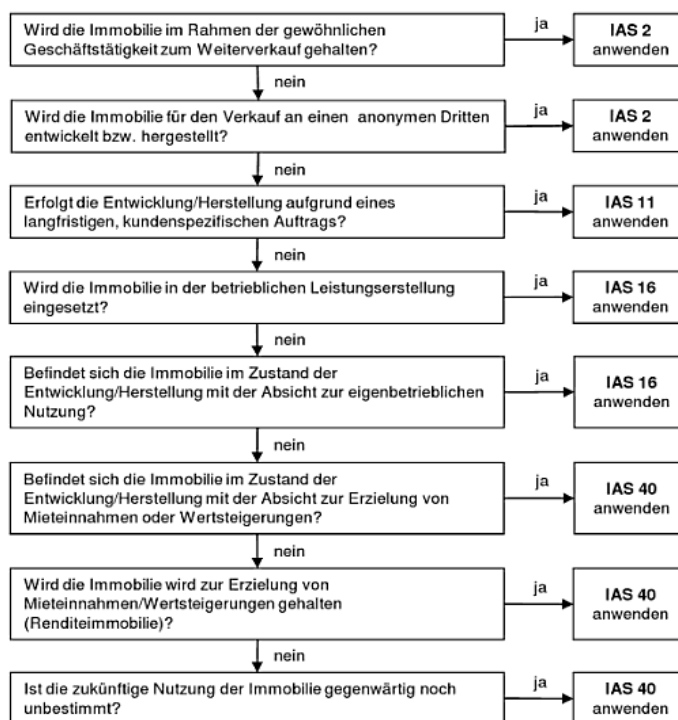 Wird die Immobilie im Rahmen der gewöhnlichen
Geschäftstätigkeit zum Weiterverkauf gehalten?
ja
IAS 2
anwenden
nein
Wird die Immobilie für den Verkauf an einen anonymen Dritten
entwickelt bzw. hergestellt?
ja
IAS 2
anwenden
nein
Erfolgt die Entwicklung/Herstellung aufgrund eines
langfristigen, kundenspezifischen Auftrags?
ja
IAS 11
anwenden
nein
Wird die Immobilie in der betrieblichen Leistungserstellung
eingesetzt?
ja
IAS 16
anwenden
nein
Befindet sich die Immobilie im Zustand der
Entwicklung/Herstellung mit der Absicht zur eigenbetrieblichen
Nutzung?
ja
IAS 16
anwenden
nein
Befindet sich die Immobilie im Zustand der
Entwicklung/Herstellung mit der Absicht zur Erzielung von
Mieteinnahmen oder Wertsteigerungen?
ja
IAS 40
anwenden
nein
Wird die Immobilie wird zur Erzielung von
Mieteinnahmen/Wertsteigerungen gehalten
(Renditeimmobilie)?
ja
IAS 40
anwenden
nein
Ist die zukünftige Nutzung der Immobilie gegenwärtig noch
unbestimmt?
ja
IAS 40
anwenden